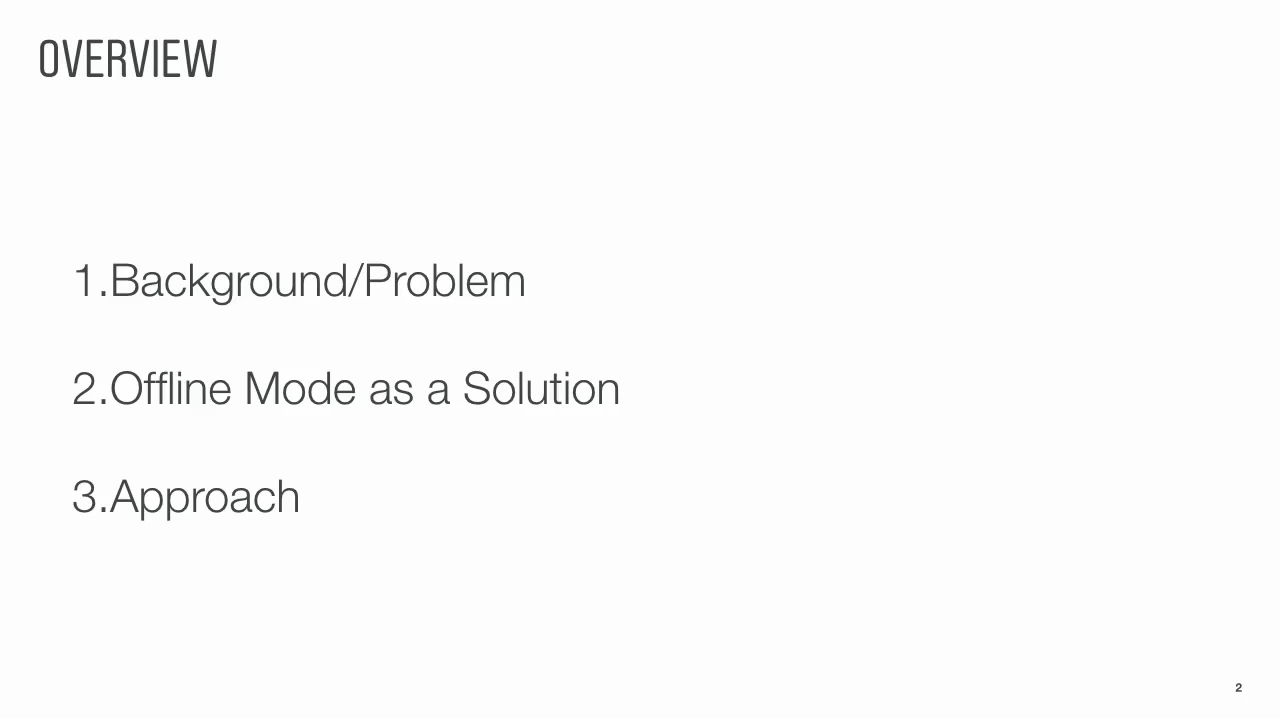 OVERVIEW
1.Background/Problem
2.Offline Mode as a Solution
3.Approach
2